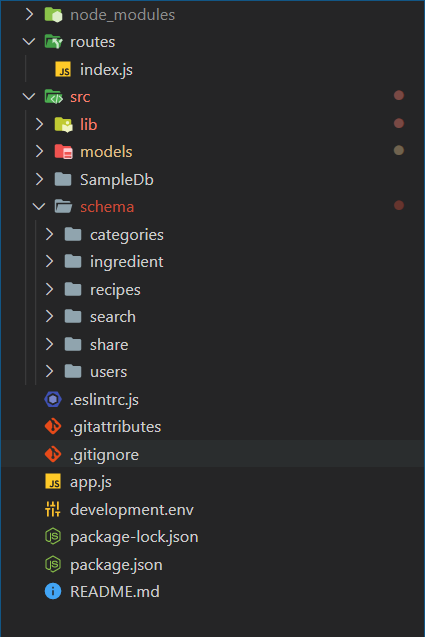 node_modules
routes
JS index.js
src
lib
models
SampleDb
schema
categories
ingredient
recipes
search
share
users
.eslintrc.js
.gitattributes
.gitignore
JS app.js
development.env
package-lock.json
package.json
README.md